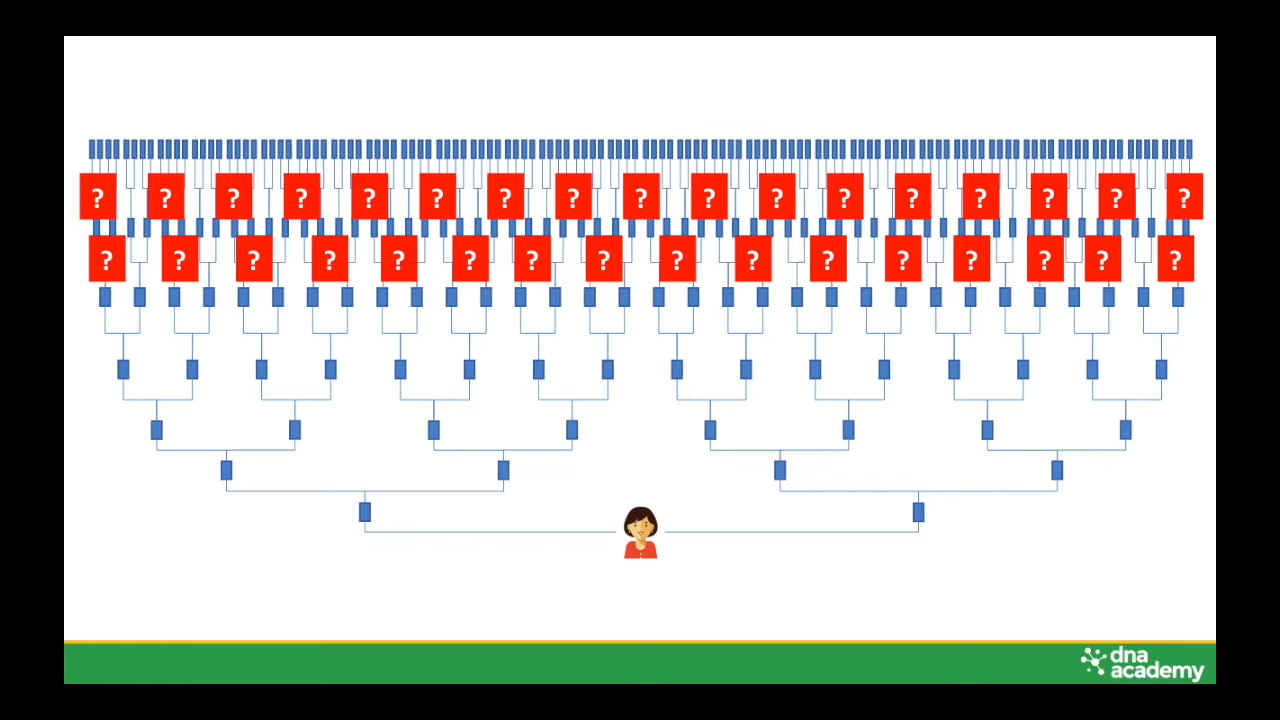 ? ? ? ? ? ? ? ? ? ? ? ? ? ? ? ? ?
? ? ? ? ? ? ? ? ? ? ? ? ? ? ? ?
dna
academy